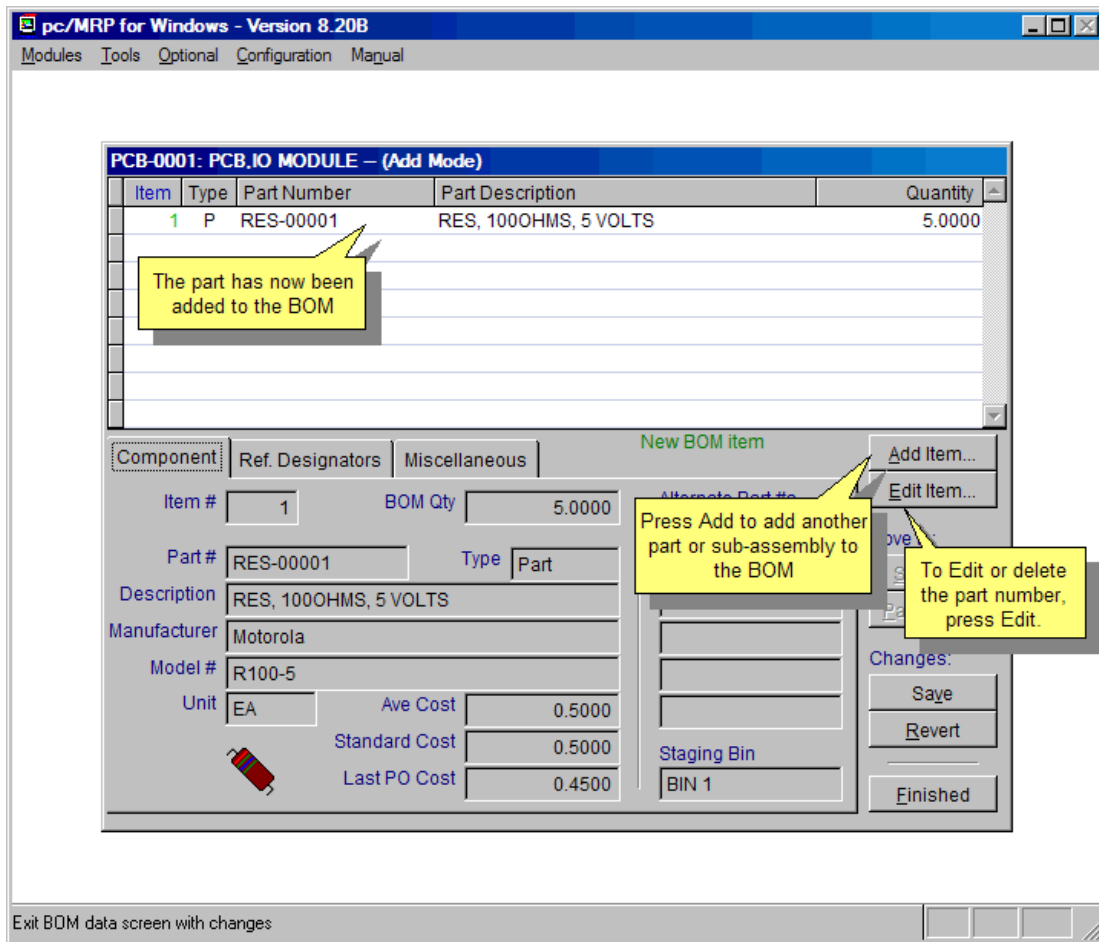 pc/MRP for Windows - Version 8.20B
Modules Tools Optional Configuration Manual
PCB-0001: PCB,IO MODULE – (Add Mode)
Item Type Part Number Part Description Quantity
1 P RES-00001 RES, 100OHMS, 5 VOLTS 5.0000
The part has now been
added to the BOM
Component Ref. Designators Miscellaneous
New BOM item
Add Item...
Edit Item...
Item # 1 BOM Qty 5.0000
Press Add to add another
part or sub-assembly to
the BOM
To Edit or delete
the part number,
press Edit.
Part # RES-00001 Type Part
Description RES, 100OHMS, 5 VOLTS
Manufacturer Motorola
Model # R100-5
Unit EA Ave Cost 0.5000
Standard Cost 0.5000
Last PO Cost 0.4500
Staging Bin
BIN 1
Changes:
Save
Revert
Finished
Exit BOM data screen with changes